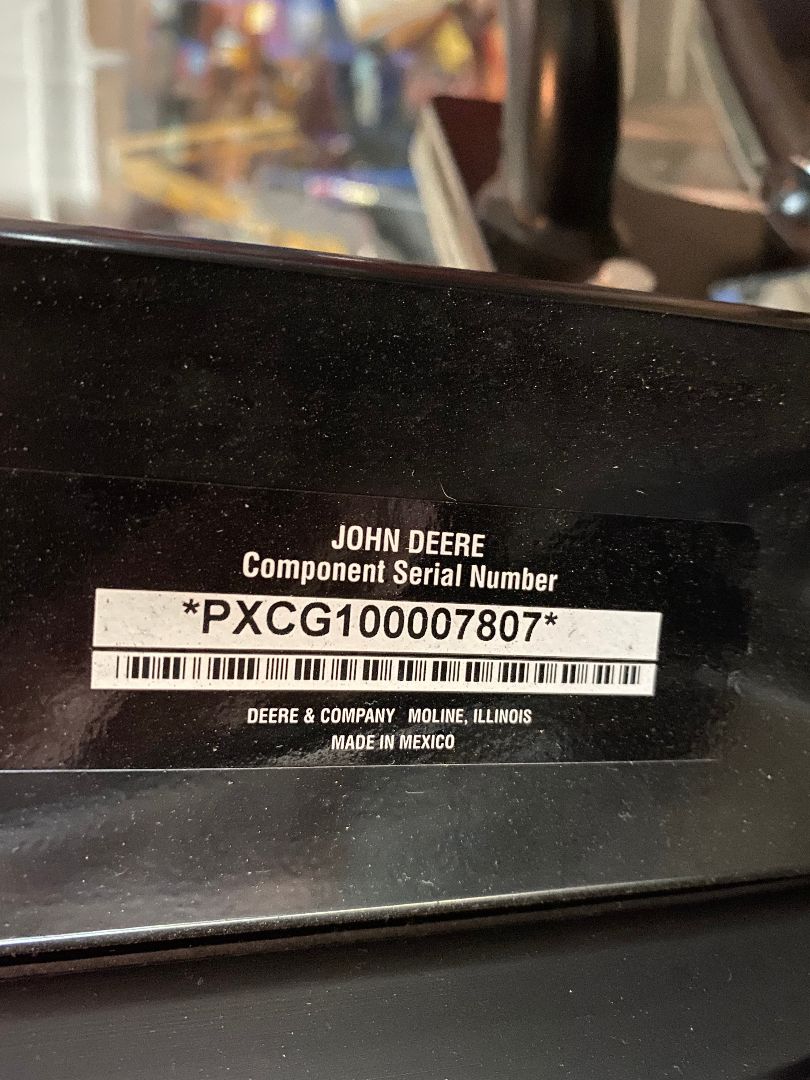 JOHN DEERE
Component Serial Number
*PXCG100007807*
DEERE & COMPANY MOLINE, ILLINOIS
MADE IN MEXICO